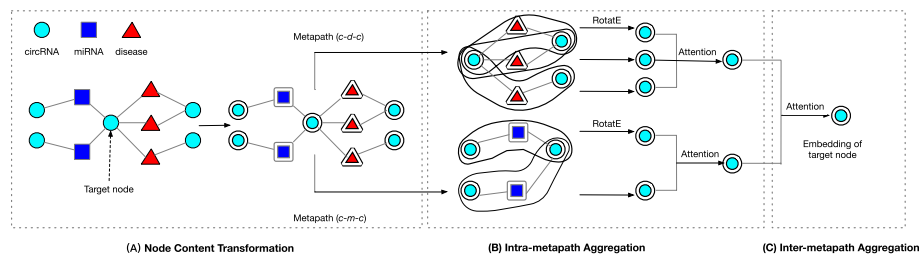 circRNA miRNA disease
Target node
Metapath (c-d-c)
Metapath (c-m-c)
RotatE
Attention
RotatE
Attention
Attention
Embedding of
target node
(A) Node Content Transformation
(B) Intra-metapath Aggregation
(C) Inter-metapath Aggregation